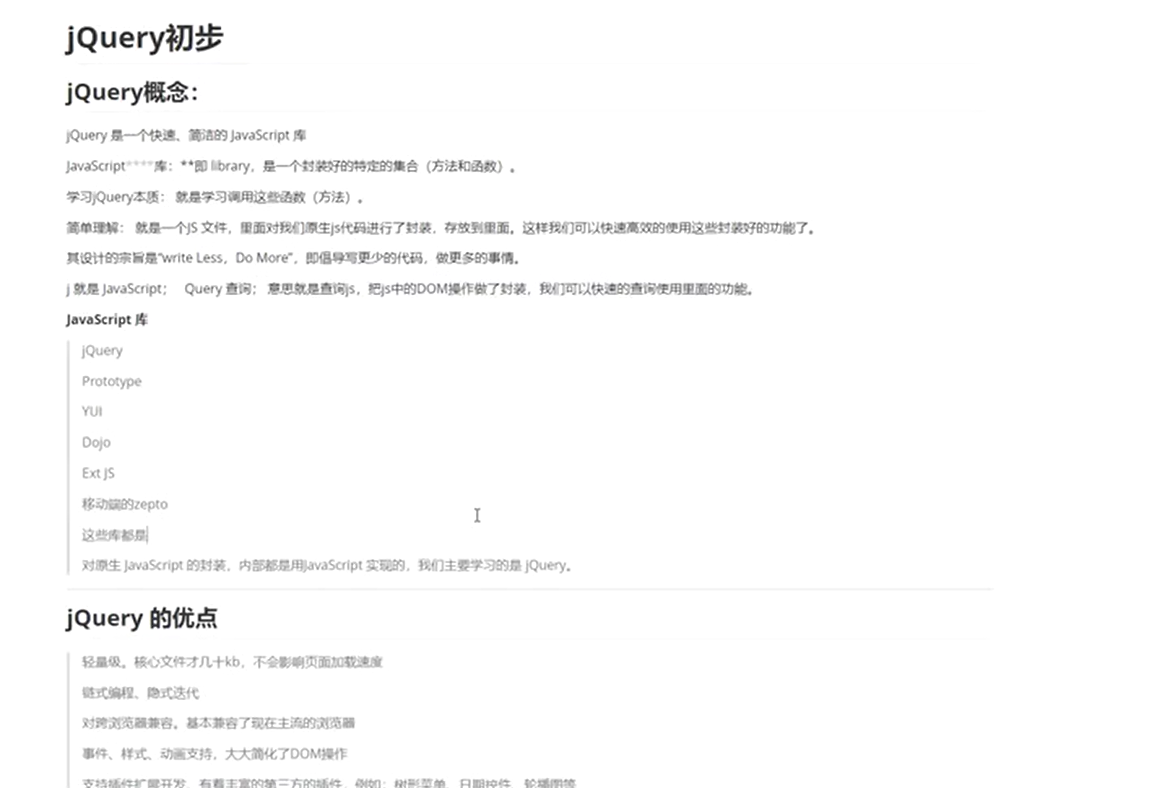 jQuery初步
jQuery概念：
jQuery 是一个快速、简洁的 JavaScript 库
JavaScript****库：**即 library，是一个封装好的特定的集合（方法和函数）。
学习jQuery本质： 就是学习调用这些函数（方法）。
简单理解： 就是一个JS 文件，里面对我们原生js代码进行了封装，存放到里面。这样我们可以快速高效的使用这些封装好的功能了。
其设计的宗旨是“write Less，Do More”，即倡导写更少的代码，做更多的事情。
j 就是 JavaScript； Query 查询； 意思就是查询js，把js中的DOM操作做了封装，我们可以快速的查询使用里面的功能。
JavaScript 库
jQuery
Prototype
YUI
Dojo
Ext JS
移动端的zepto
这些库都是
对原生 JavaScript 的封装，内部都是用JavaScript 实现的，我们主要学习的是 jQuery。
jQuery 的优点
轻量级。核心文件才几十kb，不会影响页面加载速度
链式编程、隐式迭代
对跨浏览器兼容。基本兼容了现在主流的浏览器
事件、样式、动画支持，大大简化了DOM操作
支持插件扩展开发。有着丰富的第三方的插件，例如：树形菜单、日期控件、轮播图等